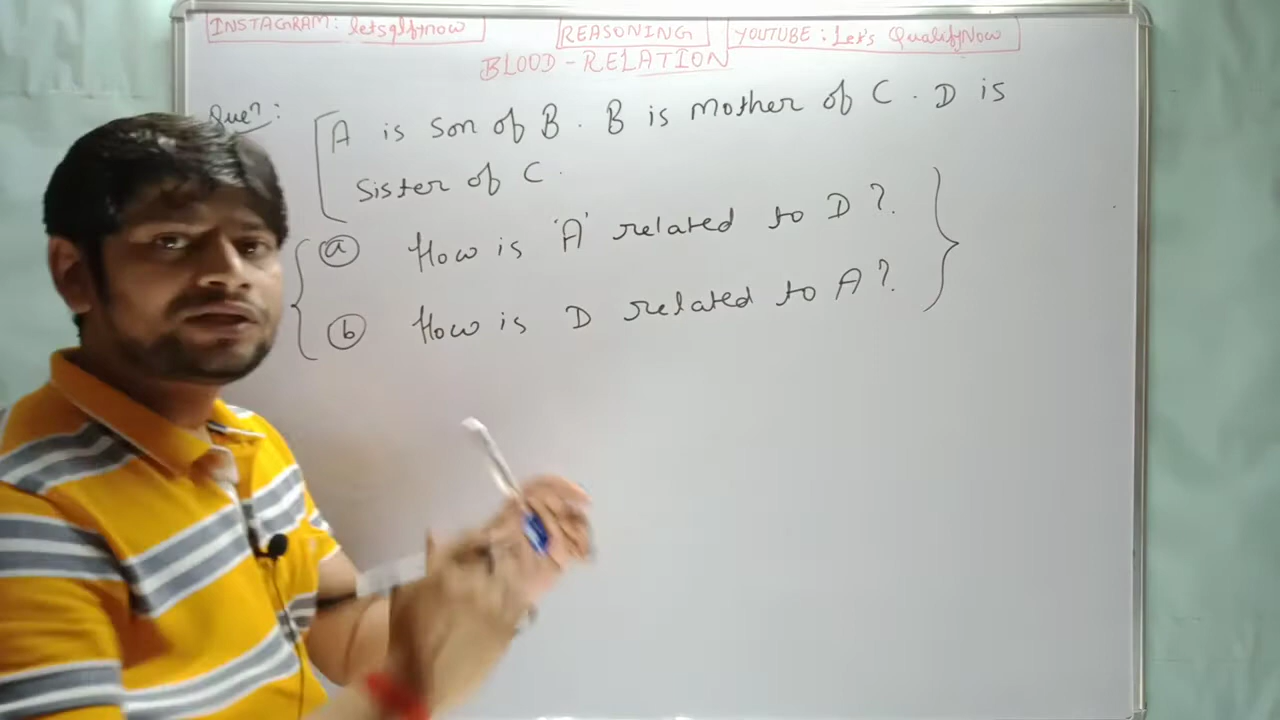 INSTAGRAM: letsqlfynow
REASONING
YOUTUBE: Let's QualifyNow
BLOOD-RELATION
Queⁿ:
A is son of B. B is mother of C. D is
Sister of C.
(a) How is 'A' related to D?
(b) How is D related to A?